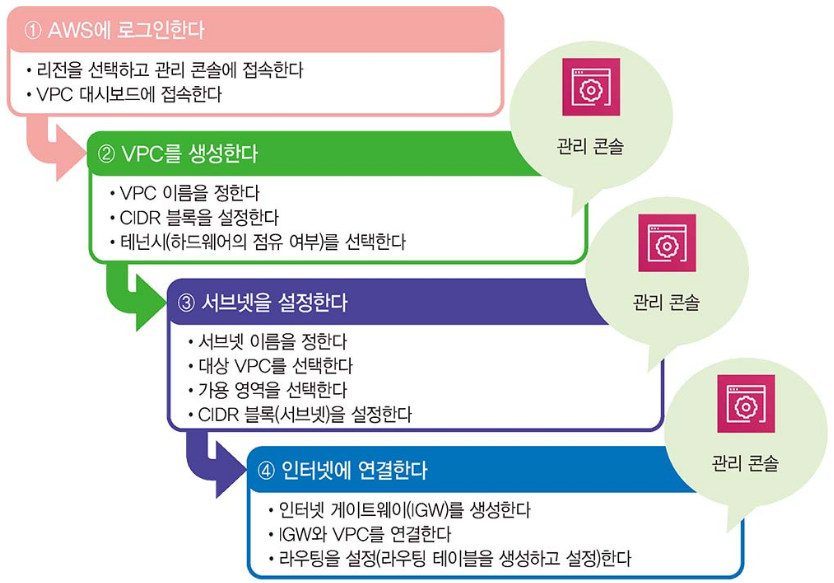 ① AWS에 로그인한다
• 리전을 선택하고 관리 콘솔에 접속한다
• VPC 대시보드에 접속한다
관리 콘솔
② VPC를 생성한다
• VPC 이름을 정한다
• CIDR 블록을 설정한다
• 테넌시(하드웨어의 점유 여부)를 선택한다
관리 콘솔
③ 서브넷을 설정한다
• 서브넷 이름을 정한다
• 대상 VPC를 선택한다
• 가용 영역을 선택한다
• CIDR 블록(서브넷)을 설정한다
관리 콘솔
④ 인터넷에 연결한다
• 인터넷 게이트웨이(IGW)를 생성한다
• IGW와 VPC를 연결한다
• 라우팅을 설정(라우팅 테이블을 생성하고 설정)한다